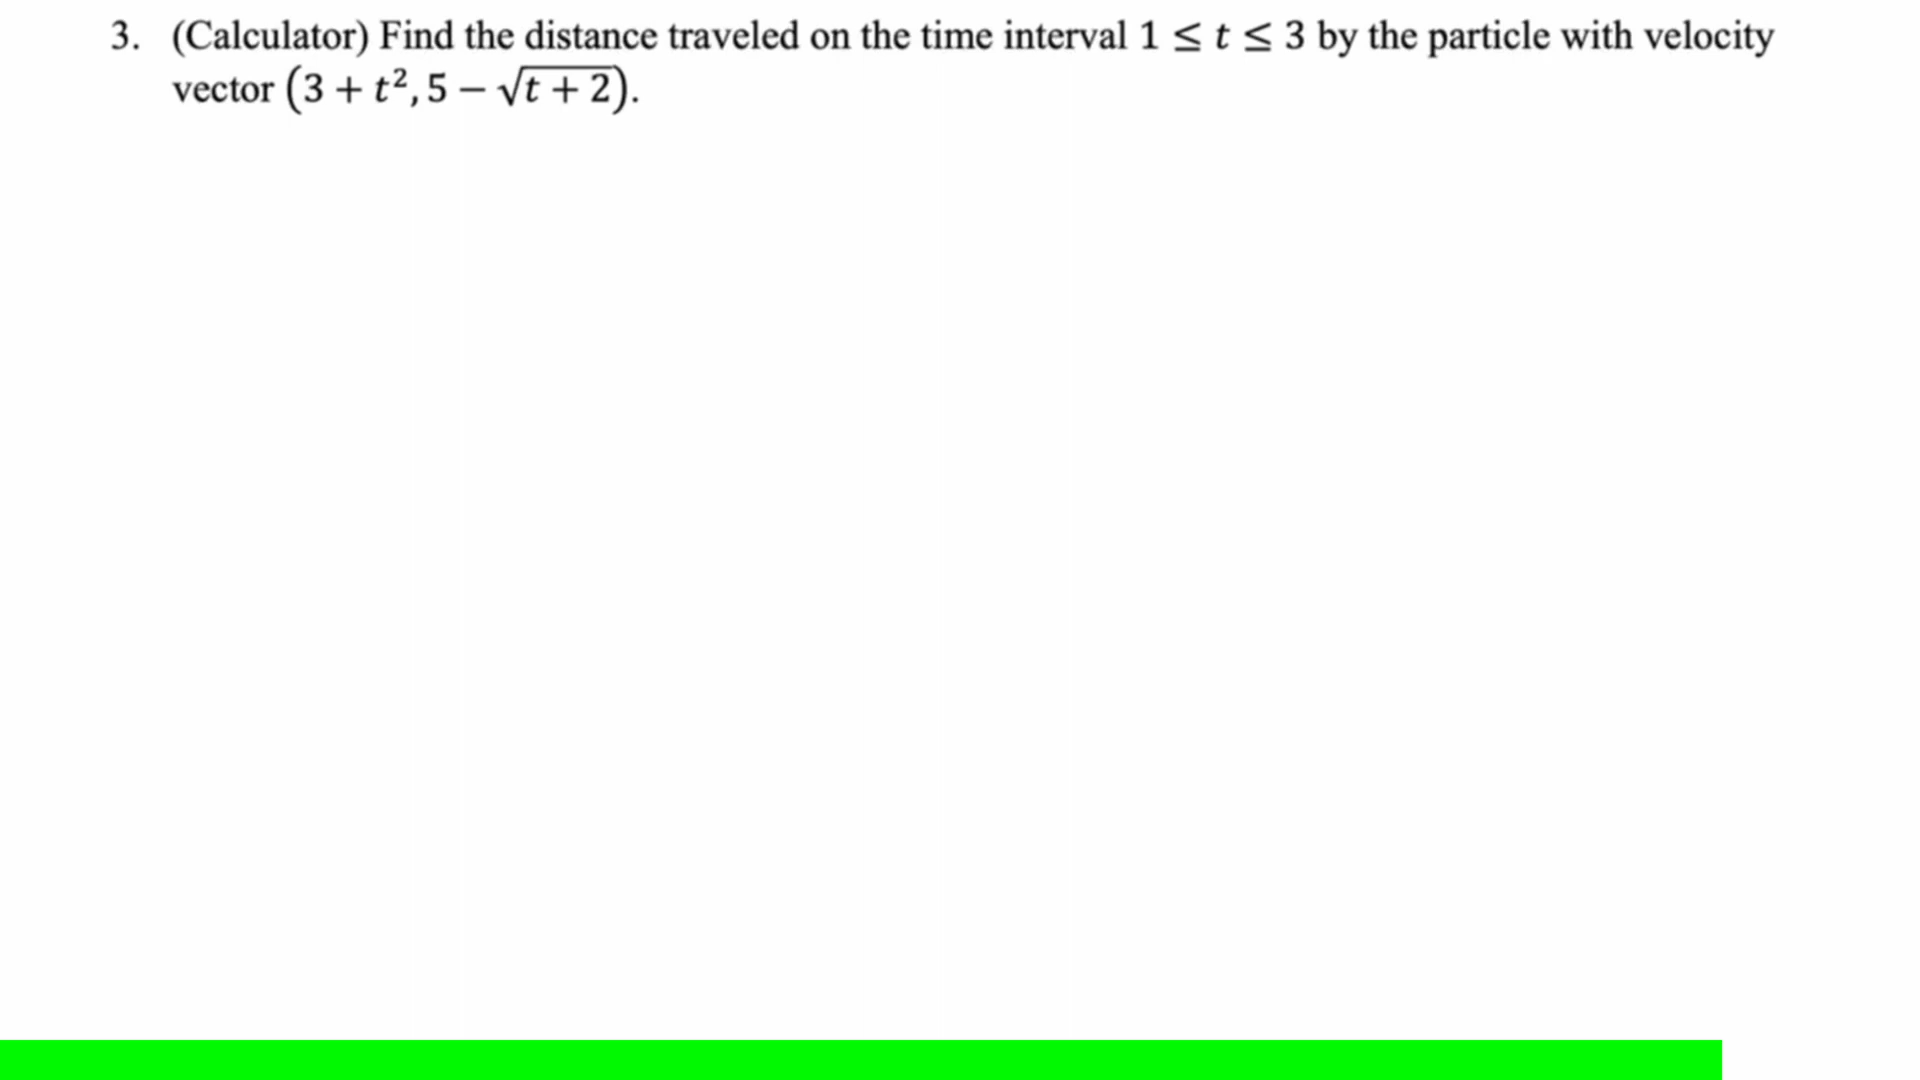 3. (Calculator) Find the distance traveled on the time interval 1 ≤ t ≤ 3 by the particle with velocity
vector (3 + t², 5 − √(t + 2)).